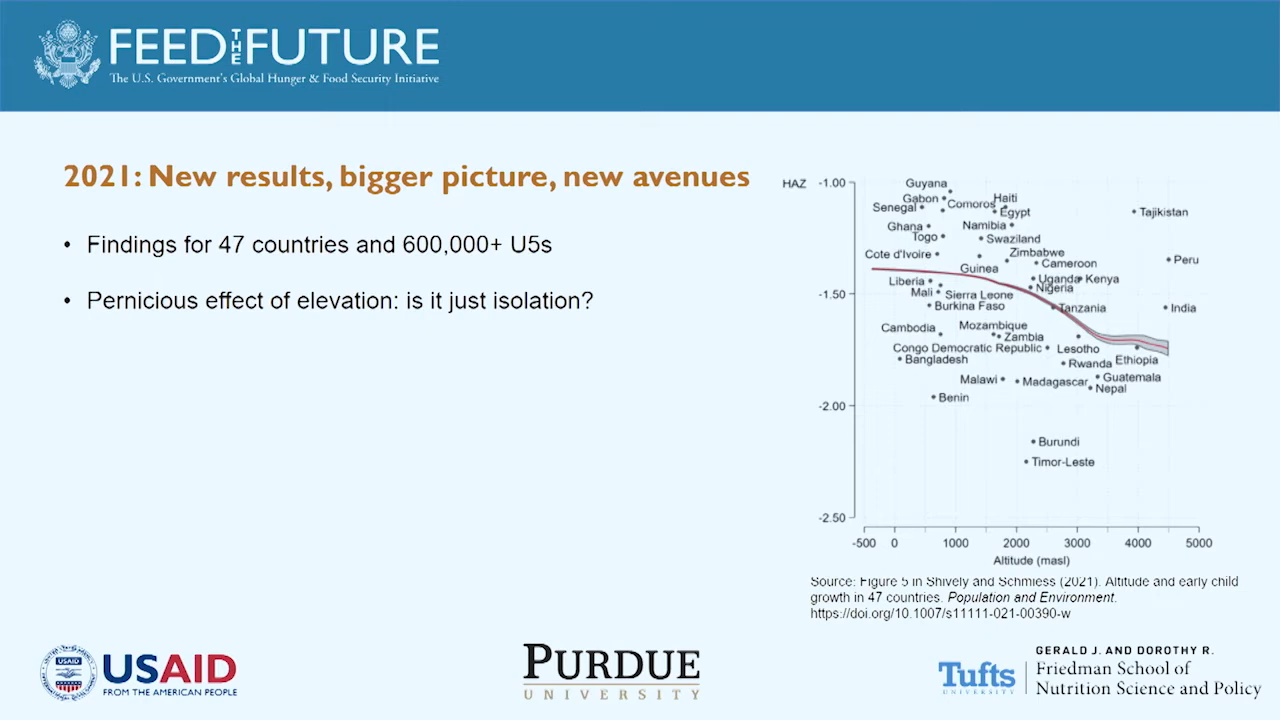 FEED THE FUTURE
The U.S. Government's Global Hunger & Food Security Initiative
2021: New results, bigger picture, new avenues
• Findings for 47 countries and 600,000+ U5s
• Pernicious effect of elevation: is it just isolation?
HAZ
-1.00
-1.50
-2.00
-2.50
Guyana
Gabon
Comoros
Haiti
Senegal
Egypt
Tajikistan
Ghana
Namibia
Togo
Swaziland
Cote d'Ivoire
Zimbabwe
Guinea
Cameroon
Peru
Liberia
Uganda
Kenya
Mali
Sierra Leone
Nigeria
Burkina Faso
Tanzania
India
Cambodia
Mozambique
Zambia
Congo Democratic Republic
Lesotho
Bangladesh
Rwanda
Ethiopia
Malawi
Madagascar
Guatemala
Nepal
Benin
Burundi
Timor-Leste
-500 0 1000 2000 3000 4000 5000
Altitude (masl)
Source: Figure 5 in Shively and Schmiess (2021). Altitude and early child
growth in 47 countries. Population and Environment.
https://doi.org/10.1007/s11111-021-00390-w
USAID
USAID
FROM THE AMERICAN PEOPLE
PURDUE
UNIVERSITY
Tufts
UNIVERSITY
GERALD J. AND DOROTHY R.
Friedman School of
Nutrition Science and Policy